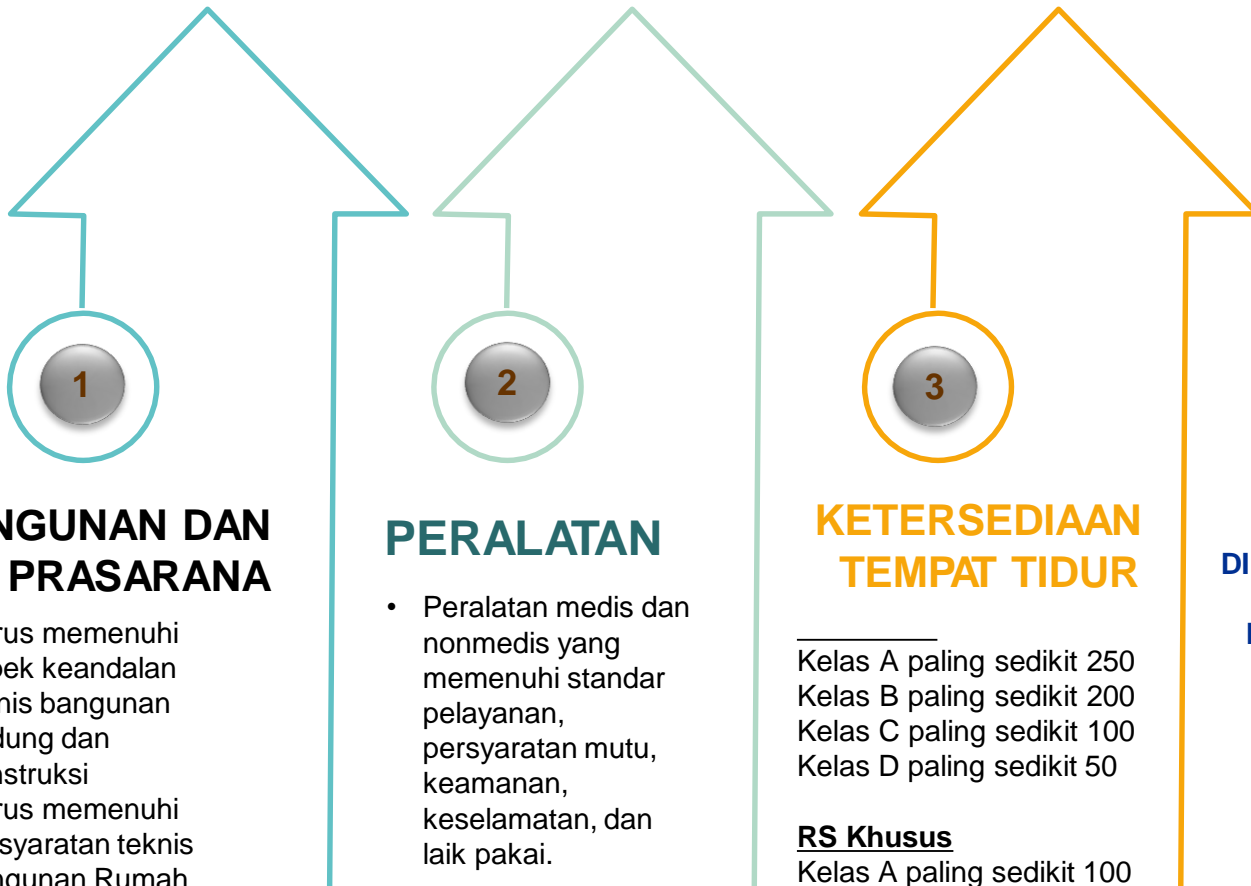 1
NGUNAN DAN
PRASARANA
rus memenuhi
ek keandalan
nis bangunan
dung dan
nstruksi
rus memenuhi
syaratan teknis
ngunan Rumah
2
PERALATAN
• Peralatan medis dan
nonmedis yang
memenuhi standar
pelayanan,
persyaratan mutu,
keamanan,
keselamatan, dan
laik pakai.
3
KETERSEDIAAN
TEMPAT TIDUR
Kelas A paling sedikit 250
Kelas B paling sedikit 200
Kelas C paling sedikit 100
Kelas D paling sedikit 50
RS Khusus
Kelas A paling sedikit 100
DI